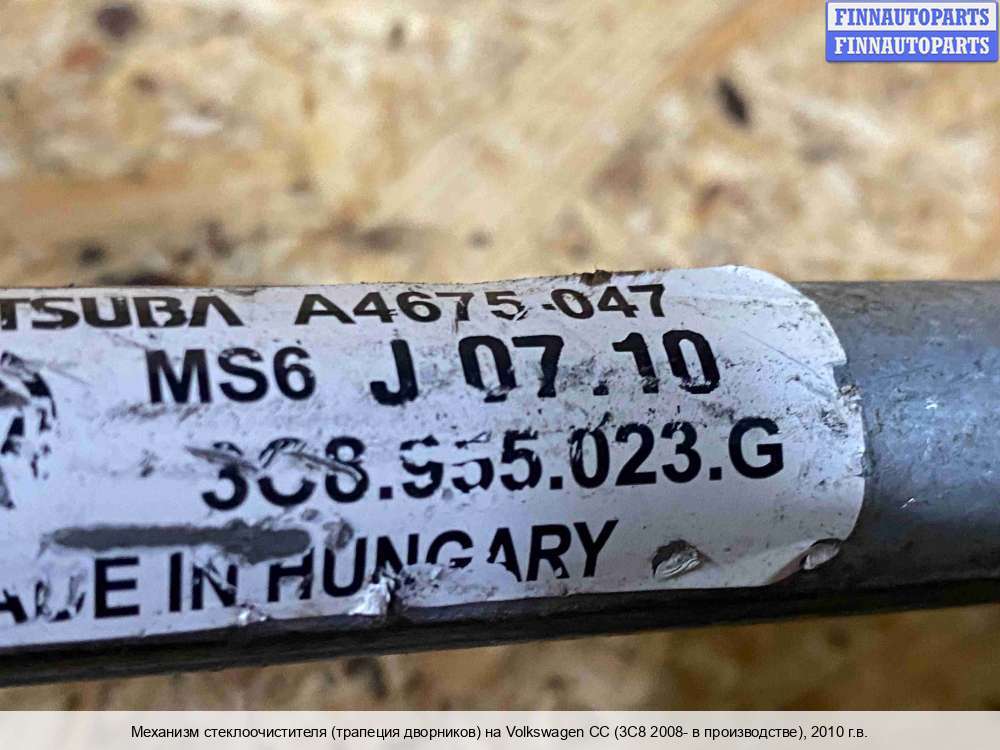 FINNAUTOPARTS
FINNAUTOPARTS
TSUBA A4675-047
MS6 J 07.10
3C8.955.023.G
MADE IN HUNGARY
Механизм стеклоочистителя (трапеция дворников) на Volkswagen CC (3C8 2008- в производстве), 2010 г.в.